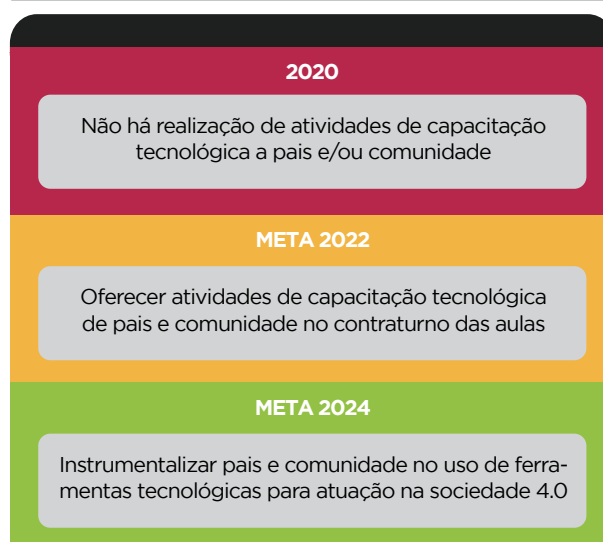 2020
Não há realização de atividades de capacitação
tecnológica a pais e/ou comunidade
META 2022
Oferecer atividades de capacitação tecnológica
de pais e comunidade no contraturno das aulas
META 2024
Instrumentalizar pais e comunidade no uso de ferra-
mentas tecnológicas para atuação na sociedade 4.0